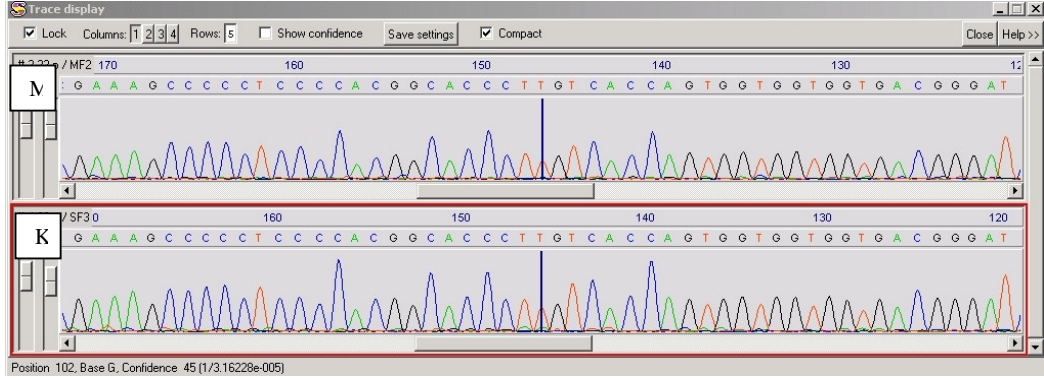 Trace display
Lock Columns: 1 2 3 4 Rows: 5 Show confidence Save settings Compact Close Help >>
/ MF2 170 160 150 140 130 12
M
G A A A G C C C C C T C C C C A C G G C A C C C T T G T C A C C A G T G G T G G T G G T G A C G G G A T
/ SF3 0 160 150 140 130 120
K
G A A A G C C C C C T C C C C A C G G C A C C C T T G T C A C C A G T G G T G G T G G T G A C G G G A T
Position 102, Base G, Confidence 45 (1/3.16228e-005)